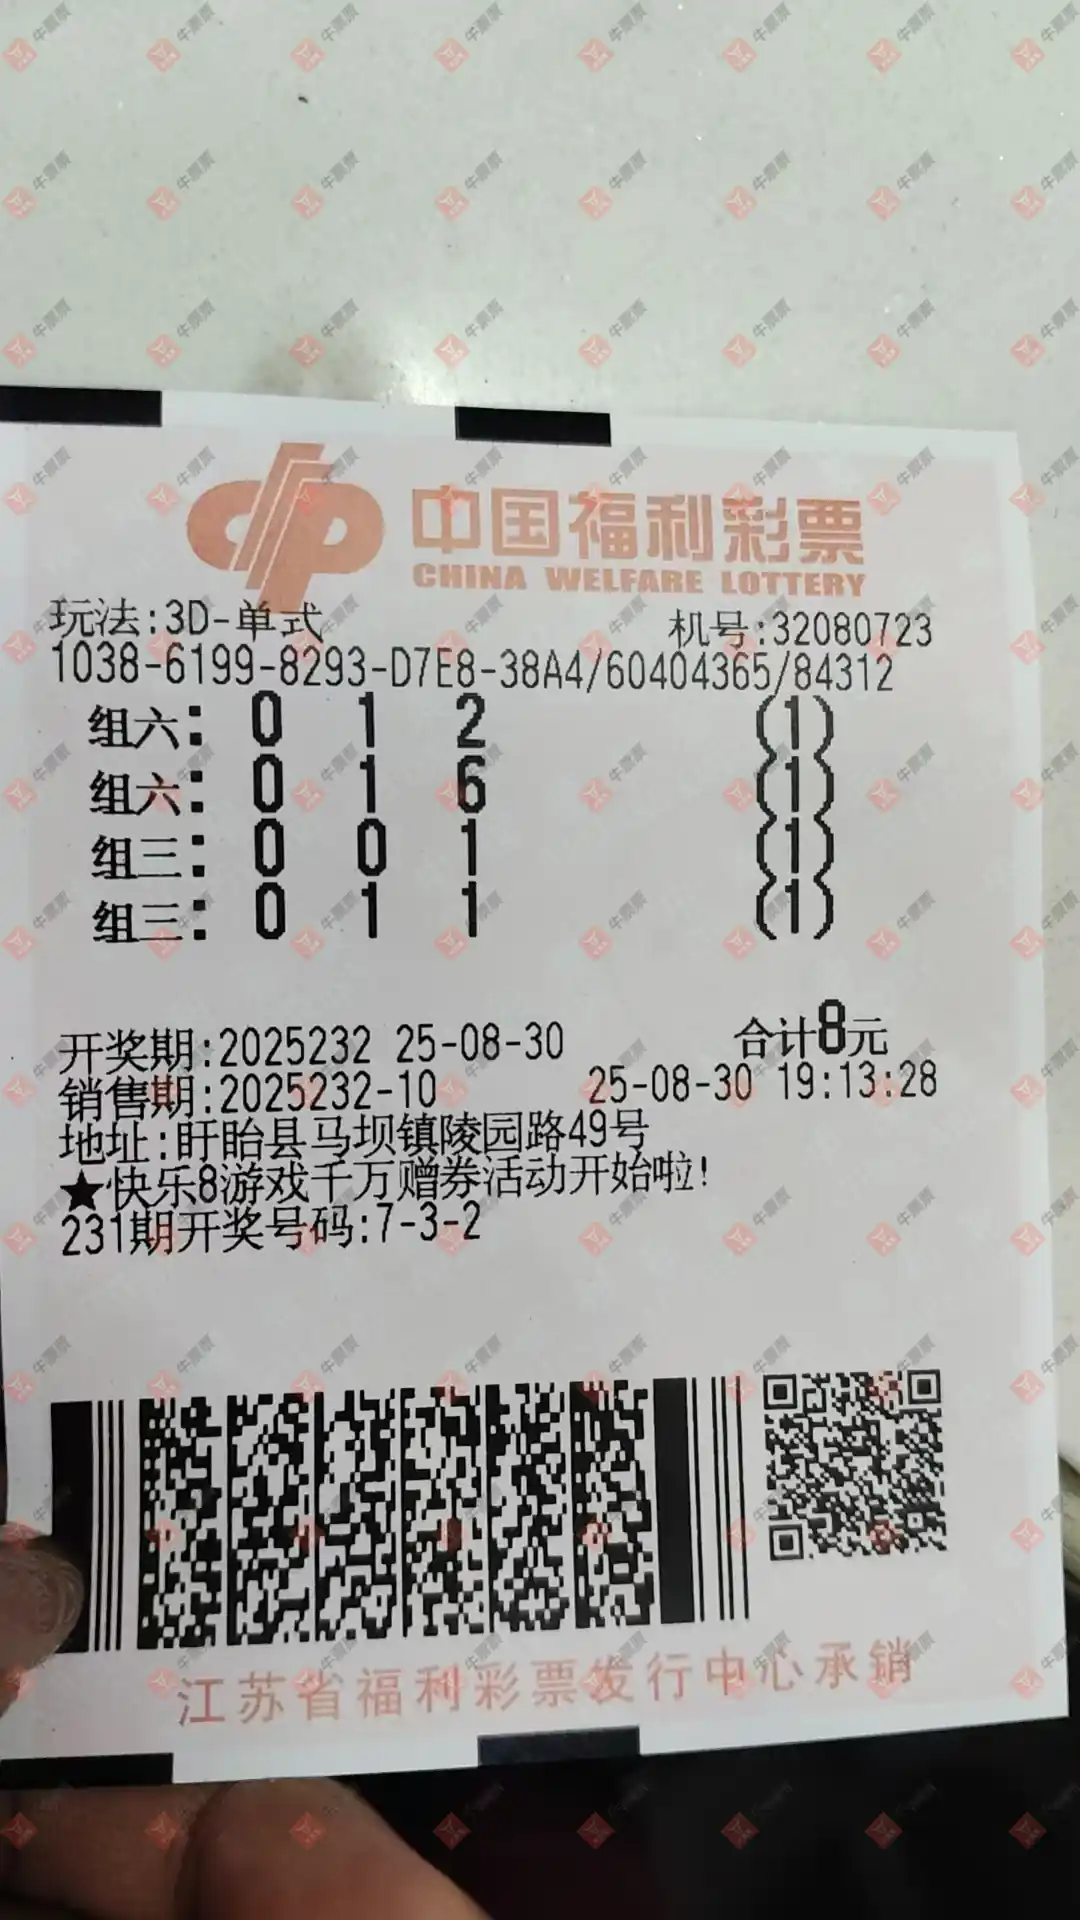 中国福利彩票
CHINA WELFARE LOTTERY
玩法:3D-单式 机号:32080723
1038-6199-8293-D7E8-38A4/60404365/84312
组六: 0 1 2 (1)
组六: 0 1 6 (1)
组三: 0 0 1 (1)
组三: 0 1 1 (1)
开奖期:2025232 25-08-30 合计8元
销售期:2025232-10 25-08-30 19:13:28
地址:盱眙县马坝镇陵园路49号
★快乐8游戏千万赠券活动开始啦!
231期开奖号码:7-3-2
江苏省福利彩票发行中心承销